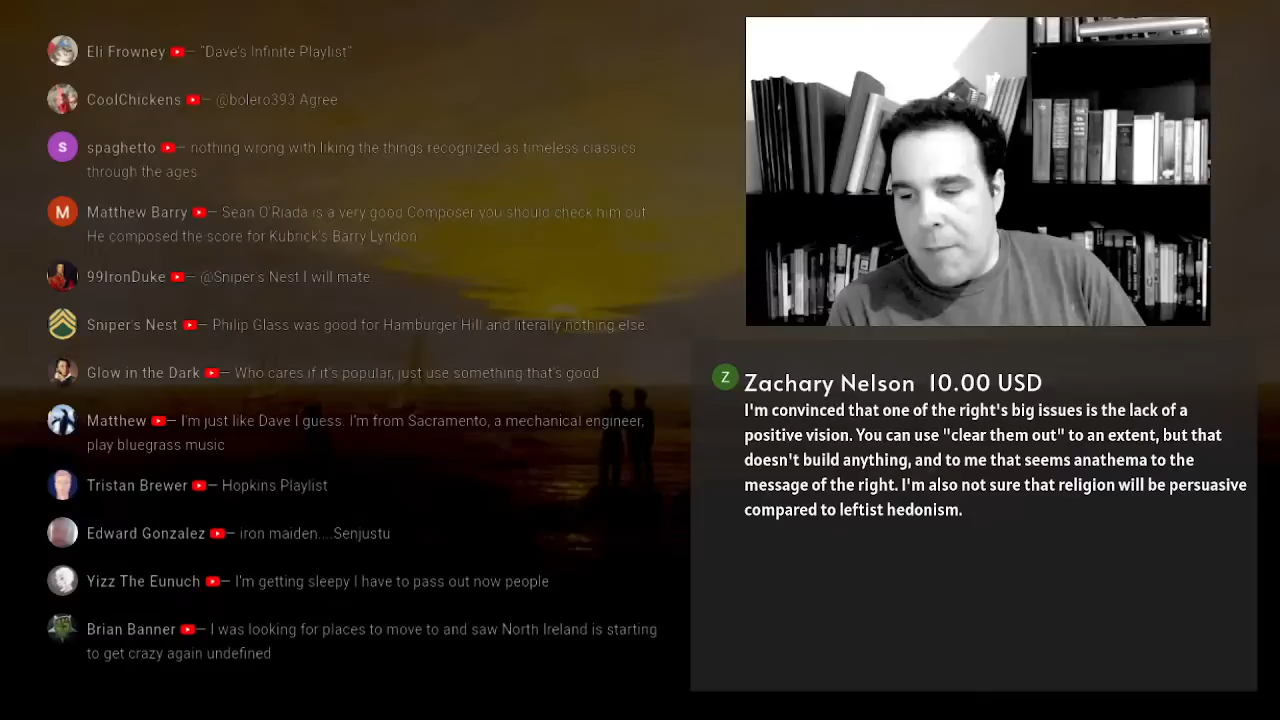 Eli Frowney — "Dave's Infinite Playlist"
CoolChickens — @bolero393 Agree
S spaghetto — nothing wrong with liking the things recognized as timeless classics
through the ages
M Matthew Barry — Sean O'Riada is a very good Composer you should check him out.
He composed the score for Kubrick's Barry Lyndon
99IronDuke — @Sniper's Nest I will mate
Sniper's Nest — Philip Glass was good for Hamburger Hill and literally nothing else.
Glow in the Dark — Who cares if it's popular, just use something that's good
Matthew — I'm just like Dave I guess. I'm from Sacramento, a mechanical engineer,
play bluegrass music
Tristan Brewer — Hopkins Playlist
Edward Gonzalez — iron maiden....Senjustu
Yizz The Eunuch — I'm getting sleepy I have to pass out now people
Brian Banner — I was looking for places to move to and saw North Ireland is starting
to get crazy again undefined
Z Zachary Nelson 10.00 USD
I'm convinced that one of the right's big issues is the lack of a
positive vision. You can use "clear them out" to an extent, but that
doesn't build anything, and to me that seems anathema to the
message of the right. I'm also not sure that religion will be persuasive
compared to leftist hedonism.